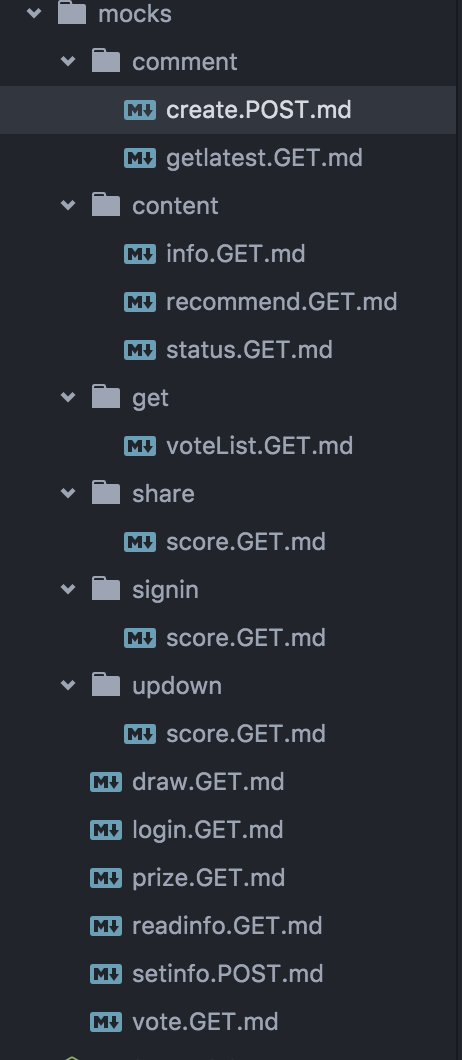 mocks
comment
M↓ create.POST.md
M↓ getlatest.GET.md
content
M↓ info.GET.md
M↓ recommend.GET.md
M↓ status.GET.md
get
M↓ voteList.GET.md
share
M↓ score.GET.md
signin
M↓ score.GET.md
updown
M↓ score.GET.md
M↓ draw.GET.md
M↓ login.GET.md
M↓ prize.GET.md
M↓ readinfo.GET.md
M↓ setinfo.POST.md
M↓ vote.GET.md